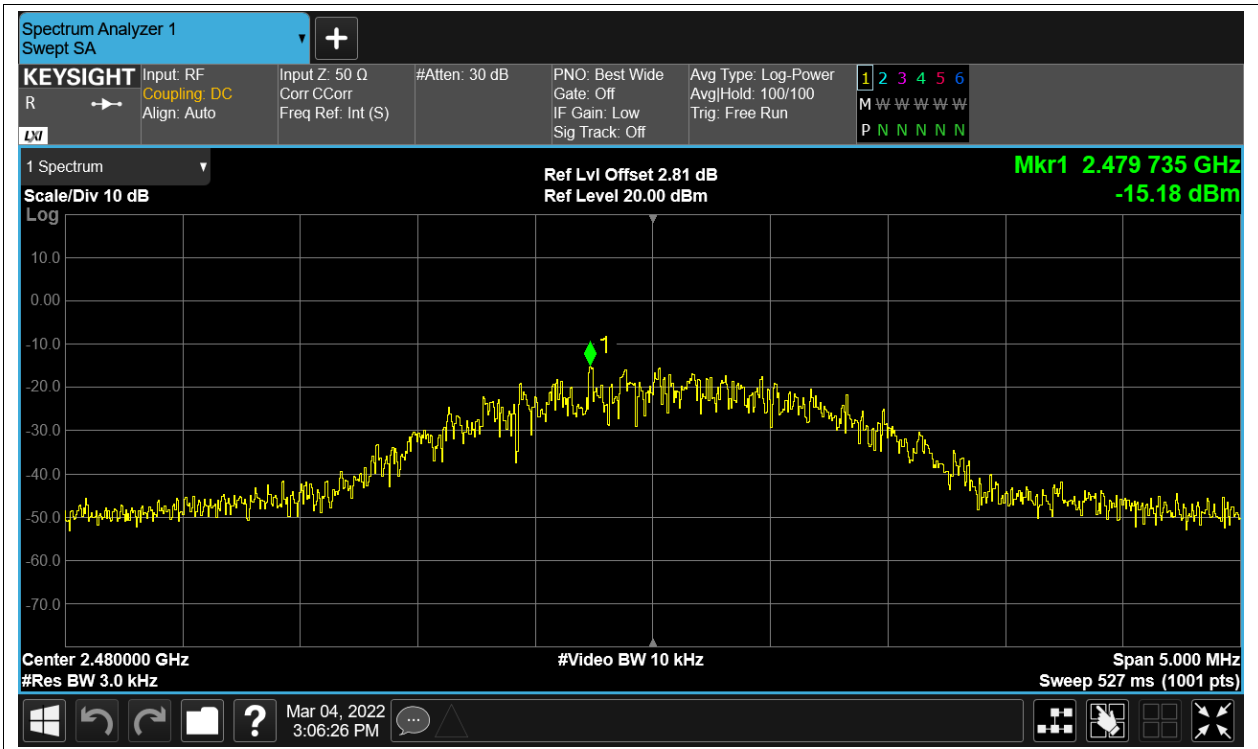 Spectrum Analyzer 1
Swept SA
KEYSIGHT
R
LXI
Input: RF
Coupling: DC
Align: Auto
Input Z: 50 Ω
Corr CCorr
Freq Ref: Int (S)
#Atten: 30 dB
PNO: Best Wide
Gate: Off
IF Gain: Low
Sig Track: Off
Avg Type: Log-Power
Avg|Hold: 100/100
Trig: Free Run
1 2 3 4 5 6
M W W W W W
P N N N N N
1 Spectrum
Scale/Div 10 dB
Log
Ref Lvl Offset 2.81 dB
Ref Level 20.00 dBm
Mkr1 2.479 735 GHz
-15.18 dBm
10.0
0.00
-10.0
-20.0
-30.0
-40.0
-50.0
-60.0
-70.0
1
Center 2.480000 GHz
#Res BW 3.0 kHz
#Video BW 10 kHz
Span 5.000 MHz
Sweep 527 ms (1001 pts)
?
Mar 04, 2022
3:06:26 PM